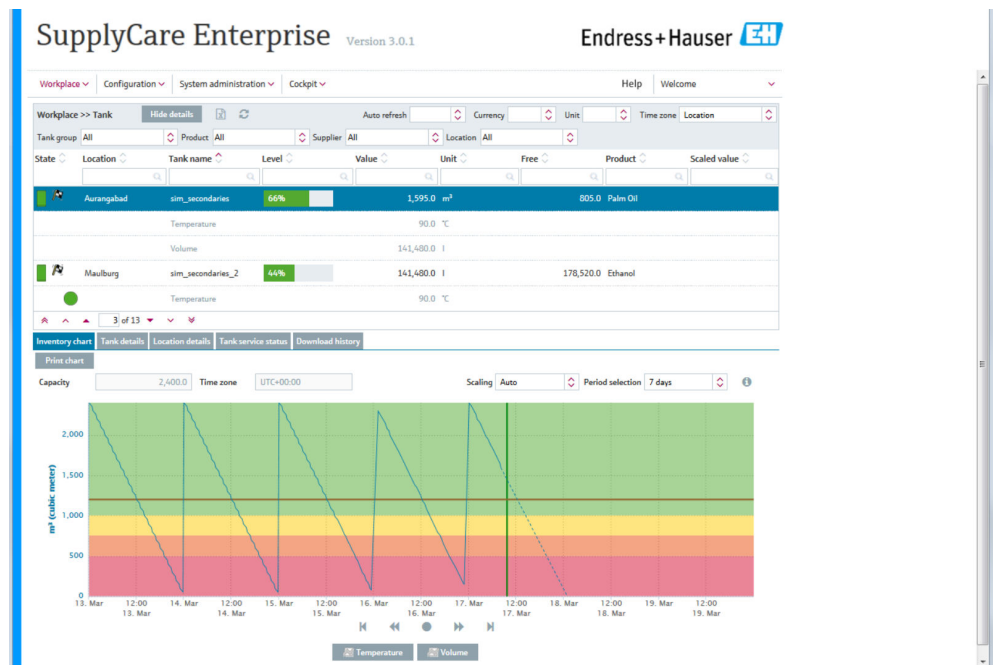 SupplyCare Enterprise Version 3.0.1
Endress+Hauser EH
Workplace Configuration System administration Cockpit Help Welcome
Workplace >> Tank Hide details Auto refresh Currency Unit Time zone Location
Tank group All Product All Supplier All Location All
State Location Tank name Level Value Unit Free Product Scaled value
Aurangabad sim_secondaries 66% 1,595.0 m³ 805.0 Palm Oil
Temperature 90.0 °C
Volume 141,480.0 l
Maulburg sim_secondaries_2 44% 141,480.0 l 178,520.0 Ethanol
Temperature 90.0 °C
3 of 13
Inventory chart Tank details Location details Tank service status Download history
Print chart
Capacity 2,400.0 Time zone UTC+00:00 Scaling Auto Period selection 7 days
m³ (cubic meter)
2,000
1,500
1,000
500
0
13. Mar 12:00 14. Mar 12:00 15. Mar 12:00 16. Mar 12:00 17. Mar 12:00 18. Mar 12:00 19. Mar 12:00
13. Mar 14. Mar 15. Mar 16. Mar 17. Mar 18. Mar 19. Mar
Temperature Volume